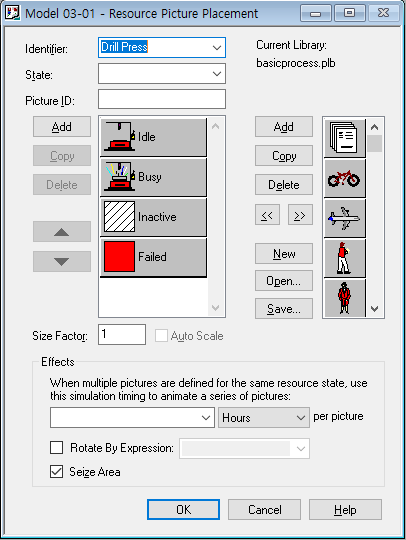 Model 03-01 - Resource Picture Placement
Identifier: Drill Press
Current Library:
State:
basicprocess.plb
Picture ID:
Add
Copy
Delete
Idle
Busy
Inactive
Failed
Add
Copy
Delete
<< >>
New
Open...
Save...
Size Factor: 1 Auto Scale
Effects
When multiple pictures are defined for the same resource state, use
this simulation timing to animate a series of pictures:
Hours per picture
Rotate By Expression:
Seize Area
OK Cancel Help